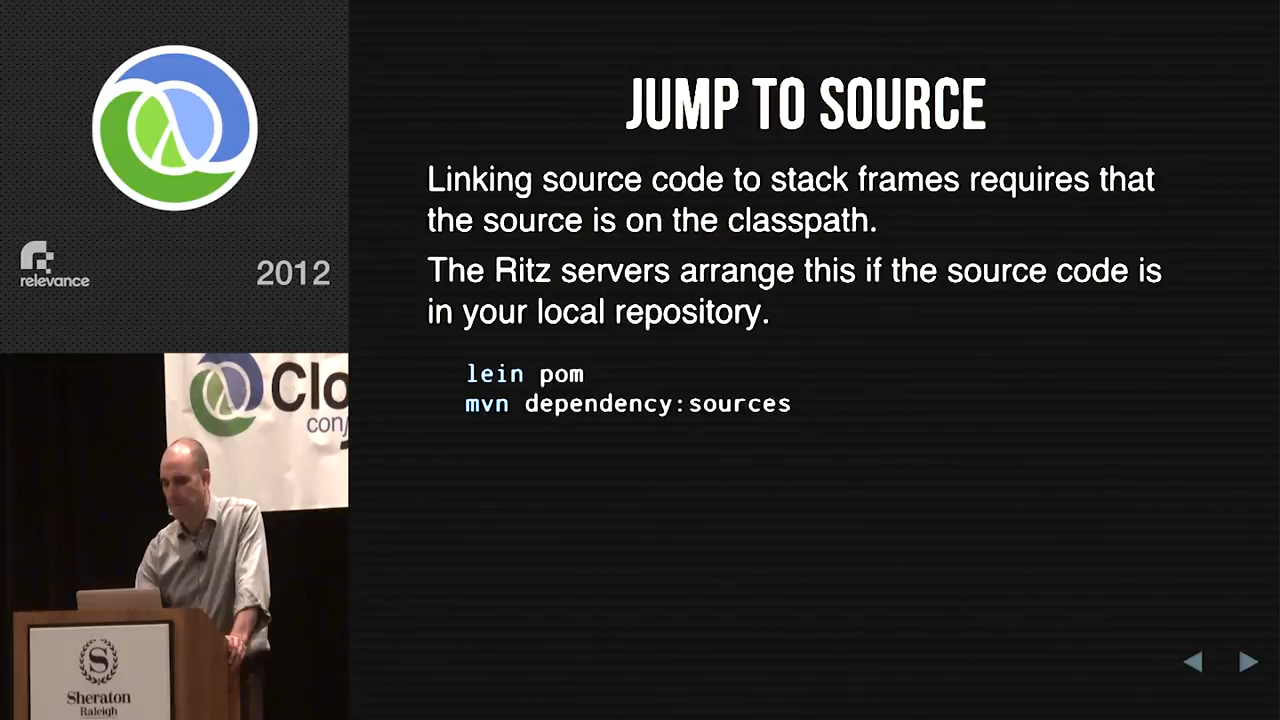 JUMP TO SOURCE
Linking source code to stack frames requires that
the source is on the classpath.
The Ritz servers arrange this if the source code is
in your local repository.
lein pom
mvn dependency:sources
relevance
2012
Clo
conj
S
Sheraton
Raleigh